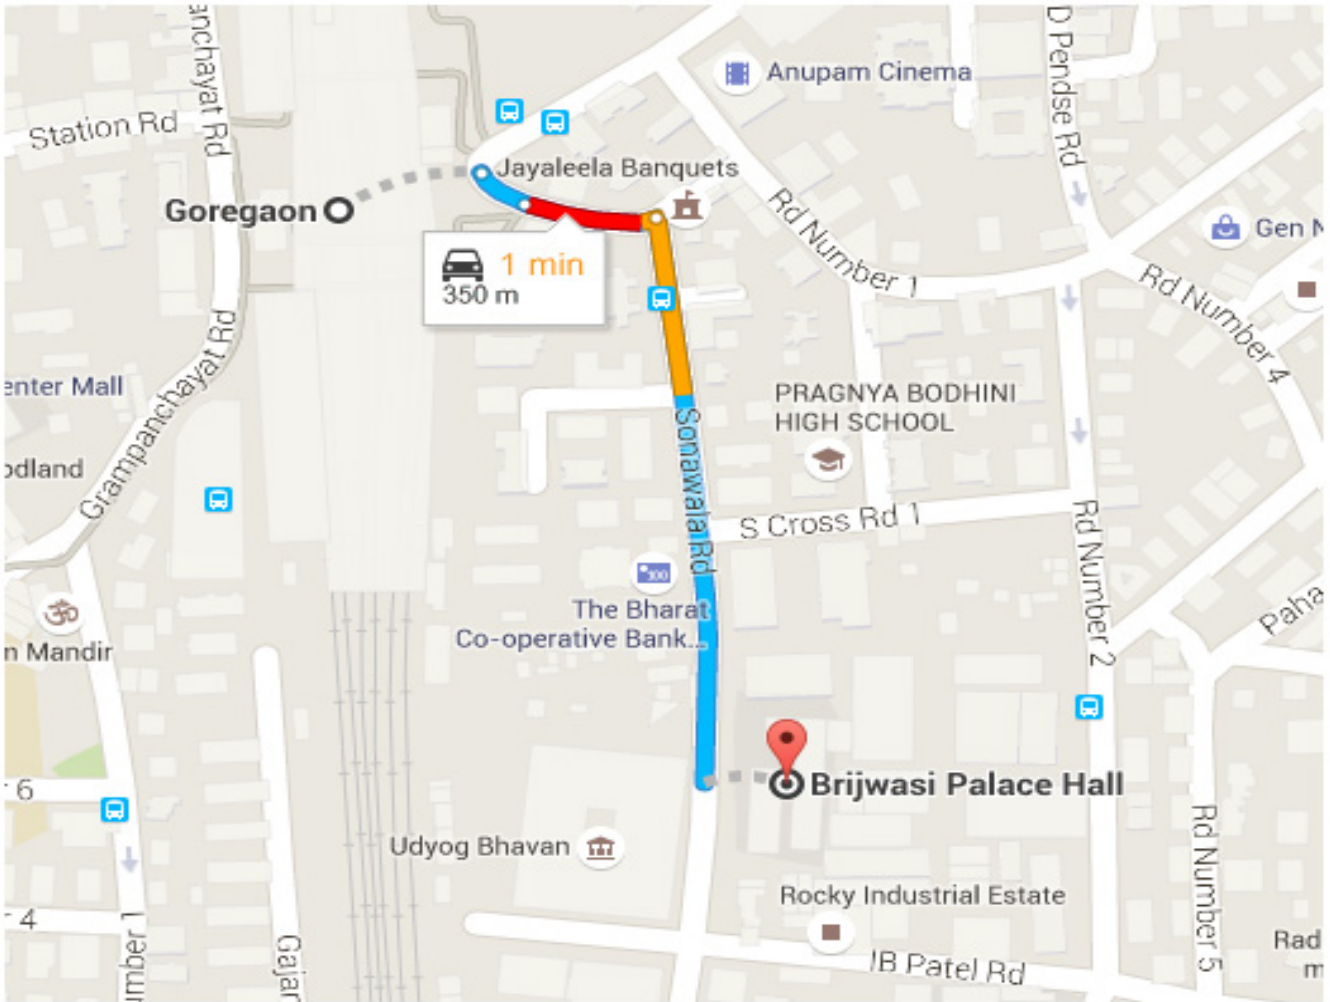 anchayat Rd
Station Rd
Anupam Cinema
D Pendse Rd
Jayaleela Banquets
Goregaon
1 min
350 m
Rd Number 1
Gen
Rd Number 4
enter Mall
Grampanchayat Rd
odland
PRAGNYA BODHINI
HIGH SCHOOL
Sonawala Rd
S Cross Rd 1
300
The Bharat
Co-operative Bank...
Rd Number 2
Paha
n Mandir
Brijwasi Palace Hall
6
Udyog Bhavan
Rocky Industrial Estate
Rd Number 5
4
umber 1
Gajar
JB Patel Rd
Rad
m